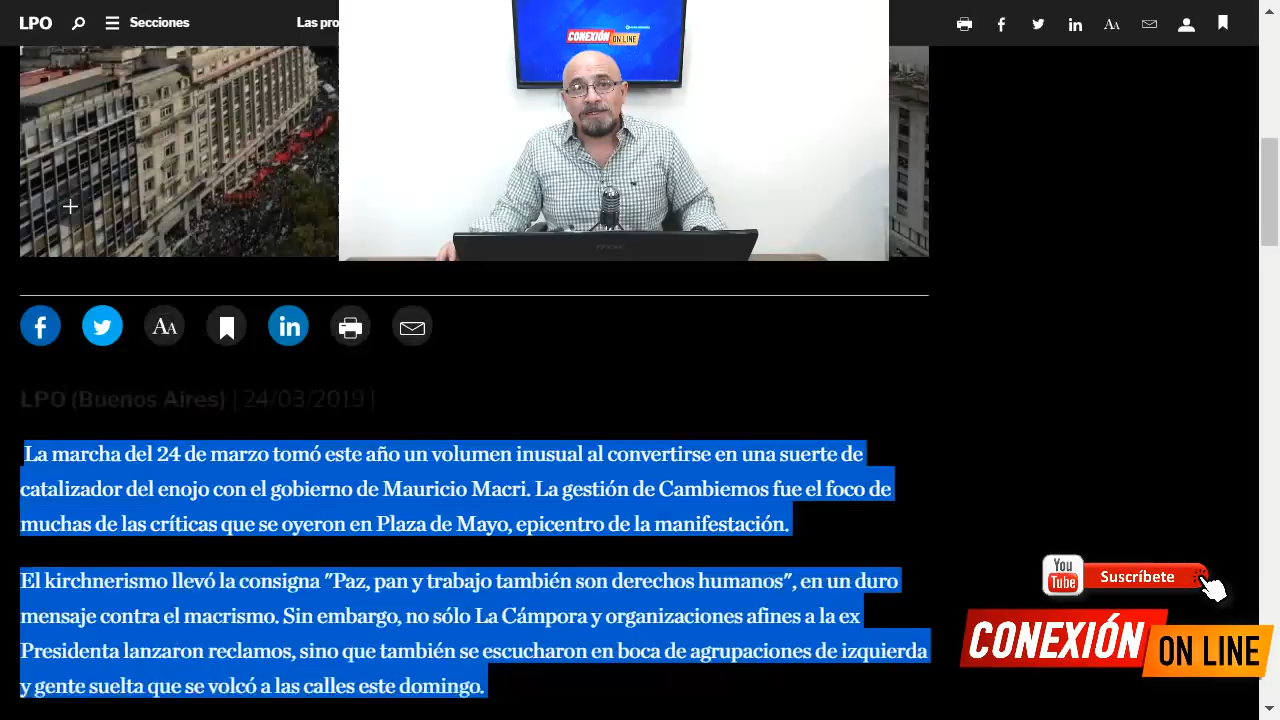 LPO
Secciones
Las pro
CONEXIÓN ON LINE
AA
AA
in
LPO (Buenos Aires) | 24/03/2019 |
La marcha del 24 de marzo tomó este año un volumen inusual al convertirse en una suerte de
catalizador del enojo con el gobierno de Mauricio Macri. La gestión de Cambiemos fue el foco de
muchas de las críticas que se oyeron en Plaza de Mayo, epicentro de la manifestación.
El kirchnerismo llevó la consigna "Paz, pan y trabajo también son derechos humanos", en un duro
mensaje contra el macrismo. Sin embargo, no sólo La Cámpora y organizaciones afines a la ex
Presidenta lanzaron reclamos, sino que también se escucharon en boca de agrupaciones de izquierda
y gente suelta que se volcó a las calles este domingo.
You
Tube
Suscríbete
CONEXIÓN
ON LINE